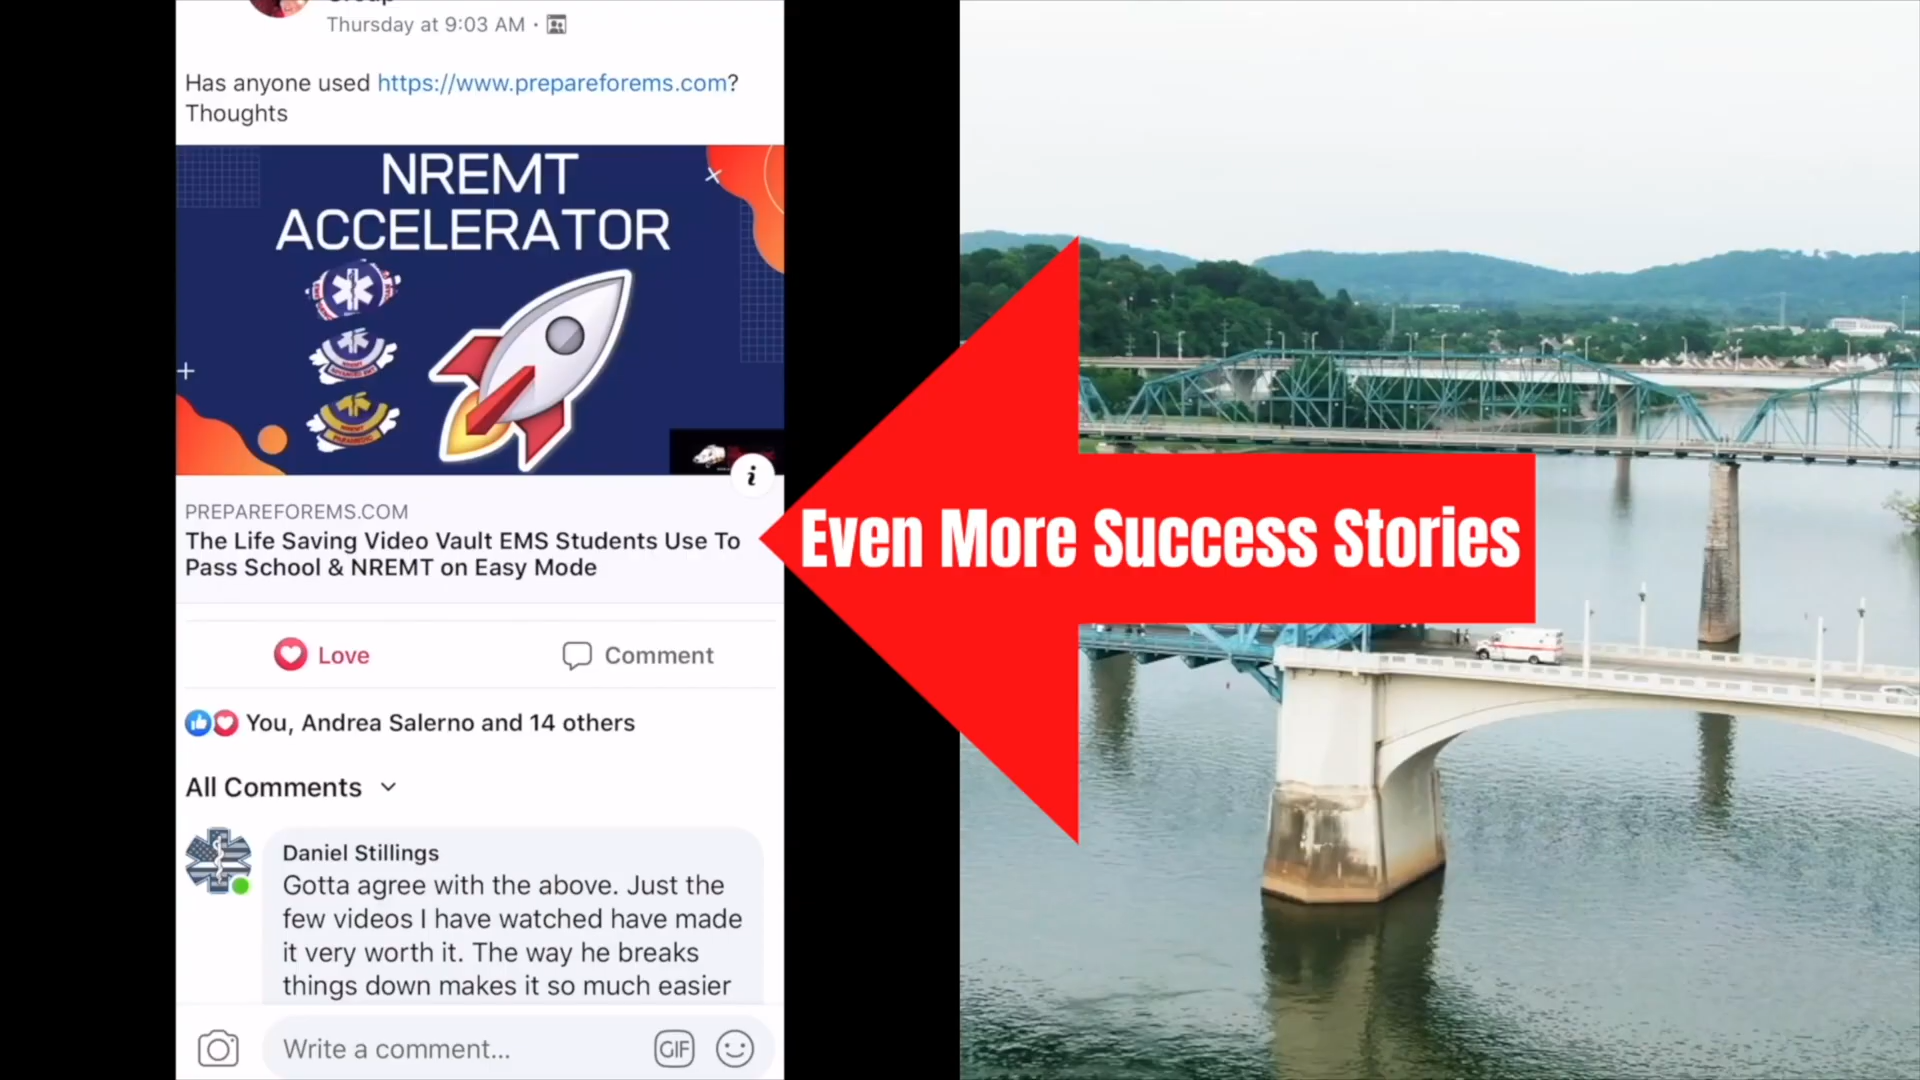 Group
Thursday at 9:03 AM ·
Has anyone used https://www.prepareforems.com?
Thoughts
NREMT
ACCELERATOR
PREPAREFOREMS.COM
The Life Saving Video Vault EMS Students Use To
Pass School & NREMT on Easy Mode
Love
Comment
You, Andrea Salerno and 14 others
All Comments
Daniel Stillings
Gotta agree with the above. Just the
few videos I have watched have made
it very worth it. The way he breaks
things down makes it so much easier
Write a comment...
GIF
Even More Success Stories